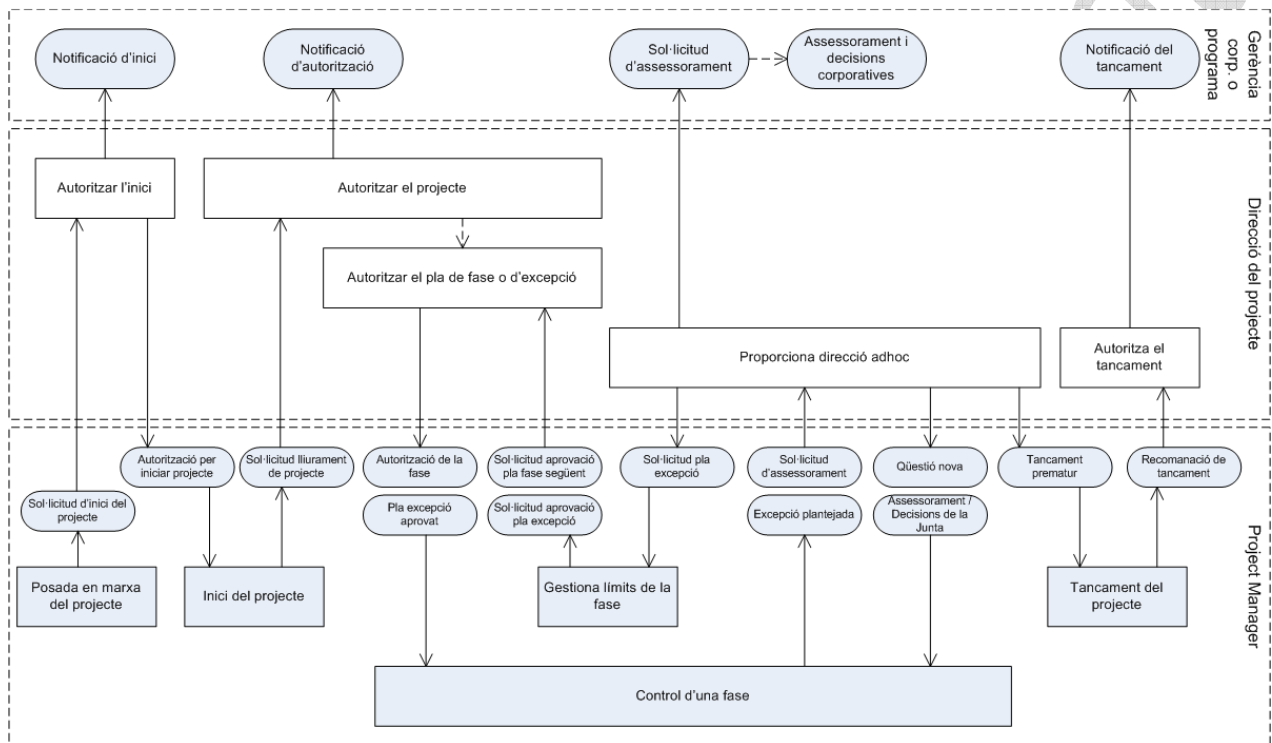 Notificació d'inici
Notificació
d'autorització
Sol·licitud
d'assessorament
Assessorament i
decisions
corporatives
Notificació del
tancament
Gerència
corp. o
programa
Autoritzar l'inici
Autoritzar el projecte
Autoritzar el pla de fase o d'excepció
Proporciona direcció adhoc
Autoritza el
tancament
Direcció del projecte
Sol·licitud d'inici del
projecte
Autorització per
iniciar projecte
Sol·licitud lliurament
de projecte
Autorització de la
fase
Pla excepció
aprovat
Sol·licitud aprovació
pla fase següent
Sol·licitud aprovació
pla excepció
Sol·licitud pla
excepció
Sol·licitud
d'assessorament
Excepció plantejada
Qüestió nova
Assessorament /
Decisions de la
Junta
Tancament
prematur
Recomanació de
tancament
Posada en marxa
del projecte
Inici del projecte
Gestiona límits de la
fase
Tancament del
projecte
Control d'una fase
Project Manager